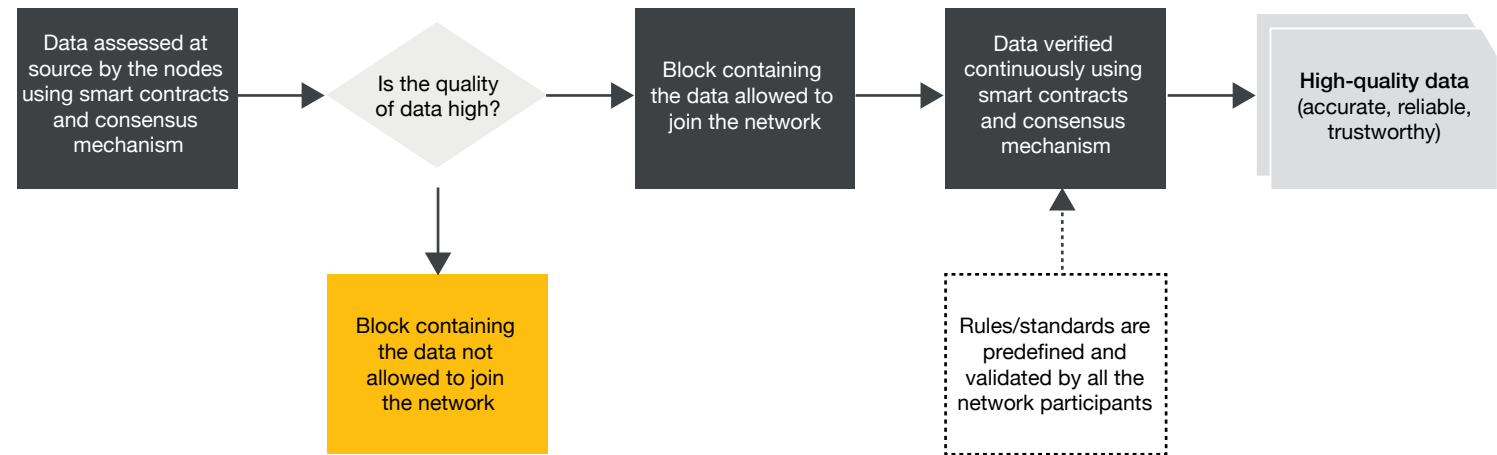 Data assessed at
source by the nodes
using smart contracts
and consensus
mechanism
Is the quality
of data high?
Block containing
the data allowed to
join the network
Data verified
continuously using
smart contracts
and consensus
mechanism
High-quality data
(accurate, reliable,
trustworthy)
Block containing
the data not
allowed to join
the network
Rules/standards are
predefined and
validated by all the
network participants